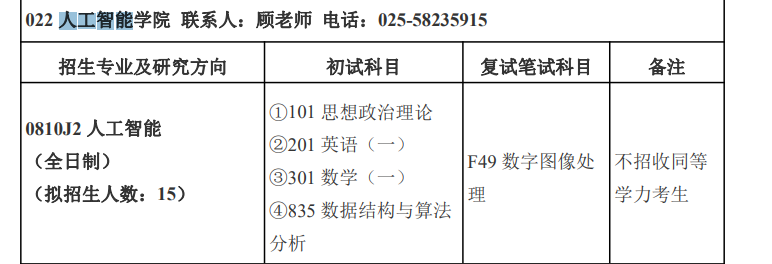 022 人工智能学院 联系人：顾老师 电话：025-58235915
招生专业及研究方向 初试科目 复试笔试科目 备注
0810J2 人工智能
（全日制）
（拟招生人数：15）
①101 思想政治理论
②201 英语（一）
③301 数学（一）
④835 数据结构与算法
分析
F49 数字图像处
理
不招收同等
学力考生